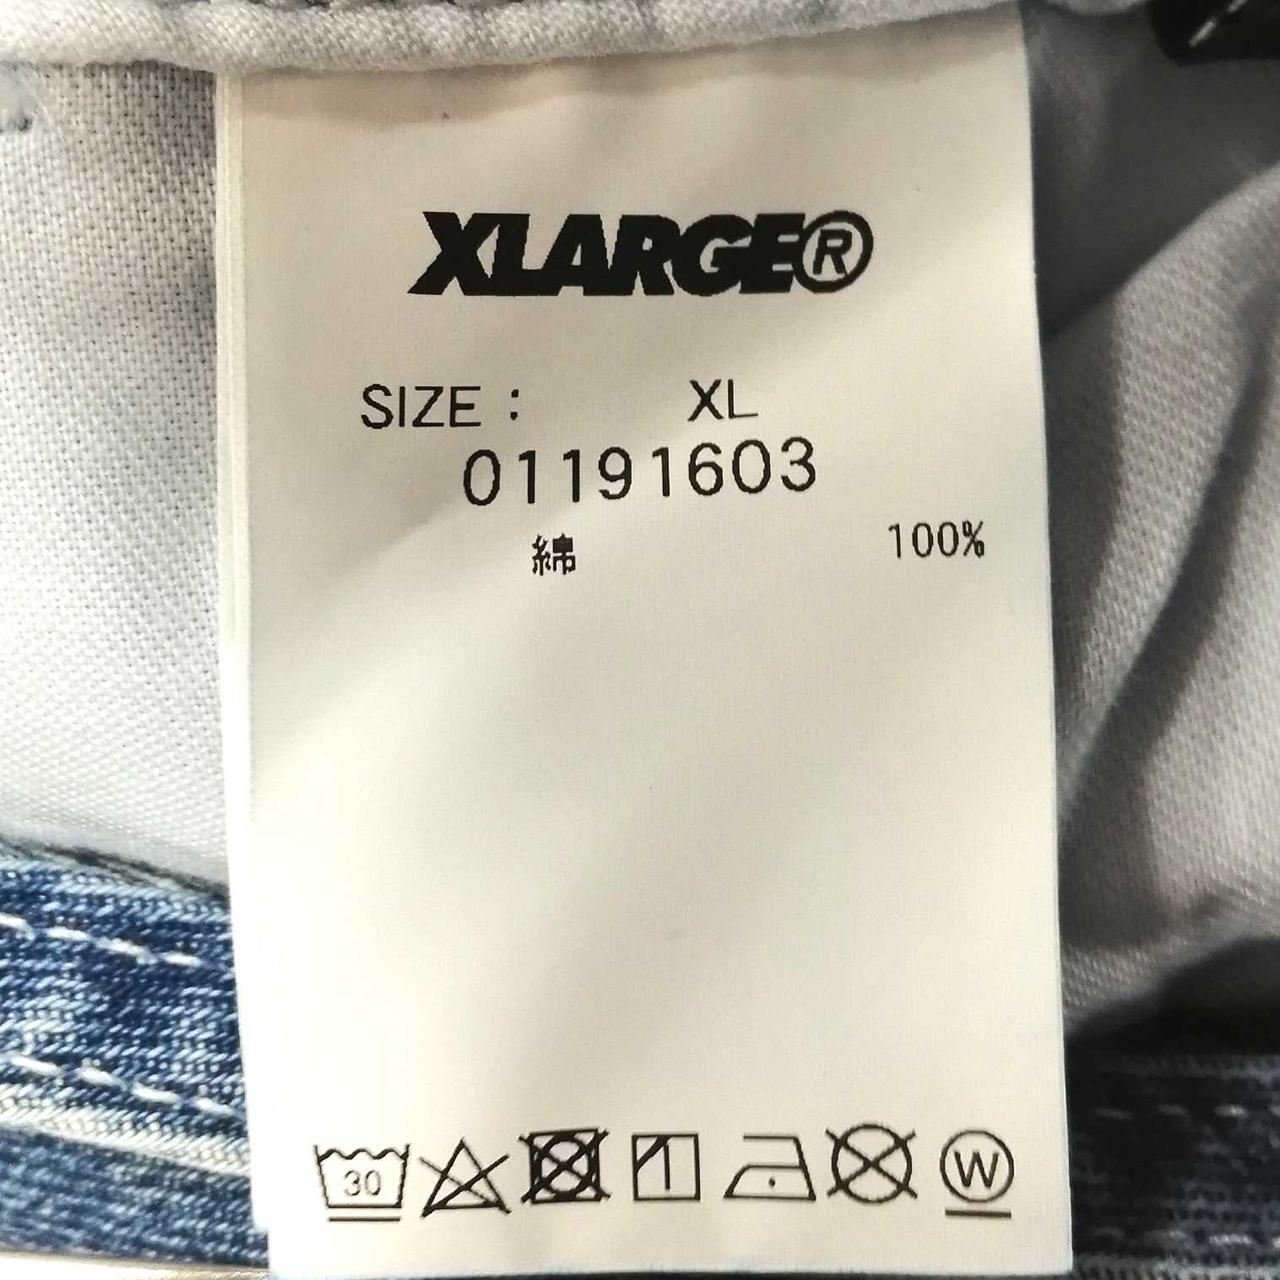 XLARGE®
SIZE : XL
01191603
綿 100%
30 W